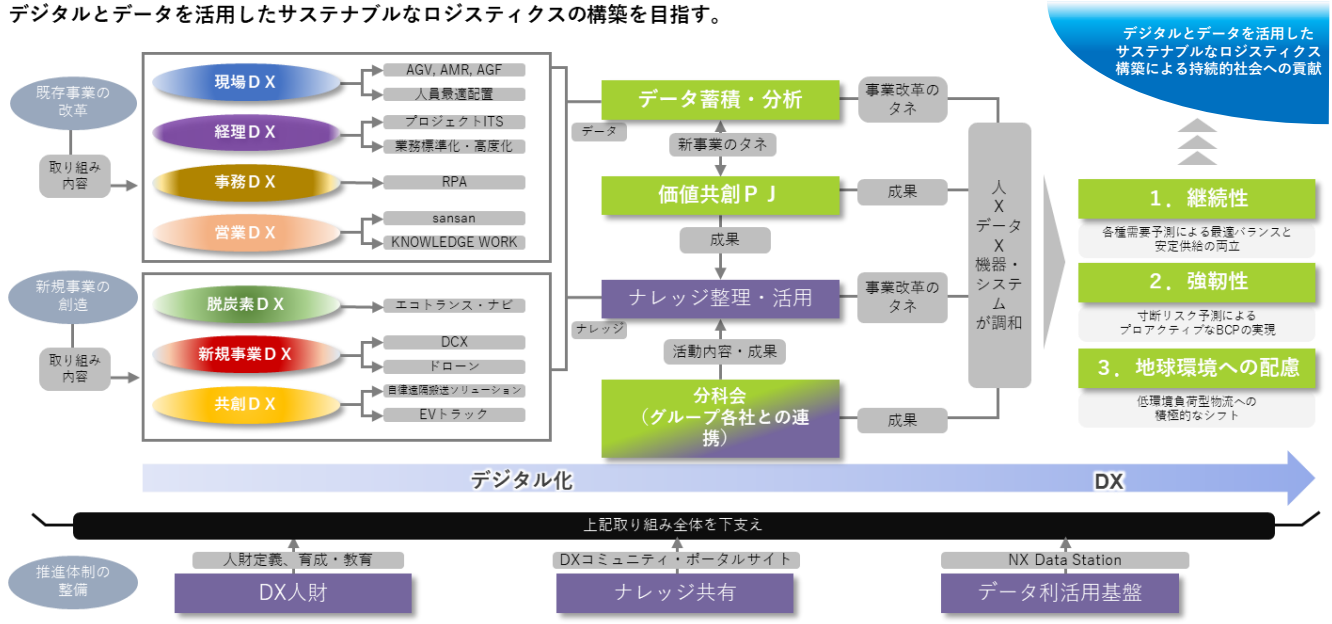 デジタルとデータを活用したサステナブルなロジスティクスの構築を目指す。
デジタルとデータを活用した
サステナブルなロジスティクス
構築による持続的社会への貢献
既存事業の
改革
取り組み
内容
現場ＤＸ
AGV, AMR, AGF
人員最適配置
経理ＤＸ
プロジェクトITS
業務標準化・高度化
事務ＤＸ
RPA
営業ＤＸ
sansan
KNOWLEDGE WORK
新規事業の
創造
取り組み
内容
脱炭素ＤＸ
エコトランス・ナビ
新規事業ＤＸ
DCX
ドローン
共創ＤＸ
自律遠隔搬送ソリューション
EVトラック
データ
ナレッジ
データ蓄積・分析
新事業のタネ
価値共創ＰＪ
成果
ナレッジ整理・活用
活動内容・成果
分科会
（グループ各社との連
携）
事業改革の
タネ
成果
事業改革の
タネ
成果
人
X
データ
X
機器・
システ
ム
が調和
１．継続性
各種需要予測による最適バランスと
安定供給の両立
２．強靭性
寸断リスク予測による
プロアクティブなBCPの実現
３．地球環境への配慮
低環境負荷型物流への
積極的なシフト
デジタル化
DX
上記取り組み全体を下支え
推進体制の
整備
人財定義、育成・教育
DX人財
DXコミュニティ・ポータルサイト
ナレッジ共有
NX Data Station
データ利活用基盤